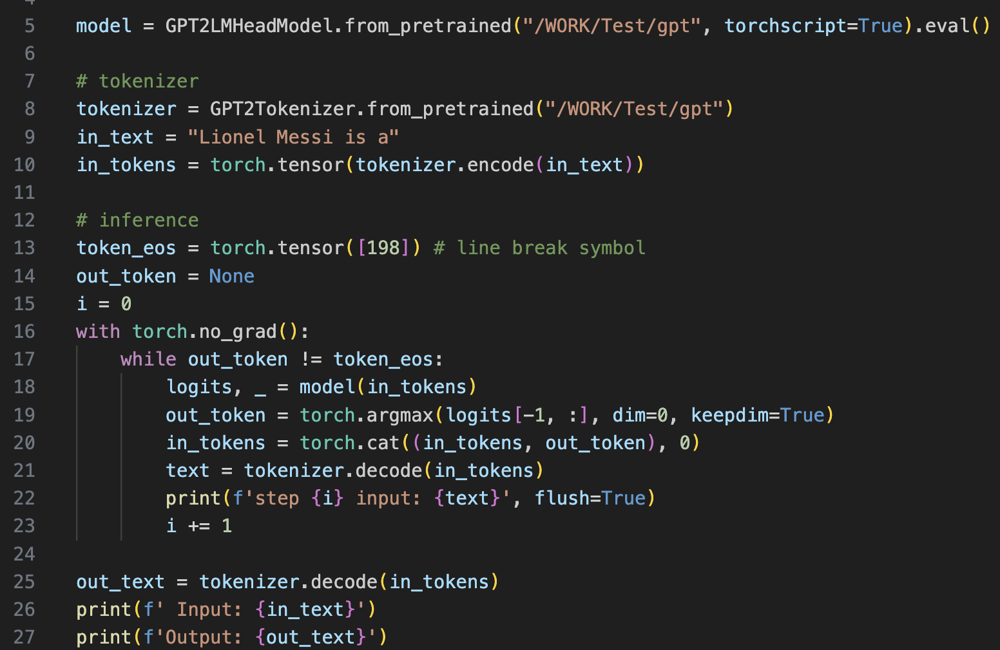 5 model = GPT2LMHeadModel.from_pretrained("/WORK/Test/gpt", torchscript=True).eval()
6
7 # tokenizer
8 tokenizer = GPT2Tokenizer.from_pretrained("/WORK/Test/gpt")
9 in_text = "Lionel Messi is a"
10 in_tokens = torch.tensor(tokenizer.encode(in_text))
11
12 # inference
13 token_eos = torch.tensor([198]) # line break symbol
14 out_token = None
15 i = 0
16 with torch.no_grad():
17     while out_token != token_eos:
18         logits, _ = model(in_tokens)
19         out_token = torch.argmax(logits[-1, :], dim=0, keepdim=True)
20         in_tokens = torch.cat((in_tokens, out_token), 0)
21         text = tokenizer.decode(in_tokens)
22         print(f'step {i} input: {text}', flush=True)
23         i += 1
24
25 out_text = tokenizer.decode(in_tokens)
26 print(f' Input: {in_text}')
27 print(f'Output: {out_text}')